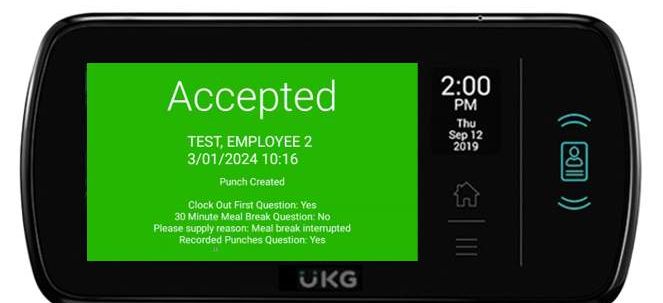 Accepted
TEST, EMPLOYEE 2
3/01/2024 10:16
Punch Created
Clock Out First Question: Yes
30 Minute Meal Break Question: No
Please supply reason: Meal break interrupted
Recorded Punches Question: Yes
2:00
PM
Thu
Sep 12
2019
UKG